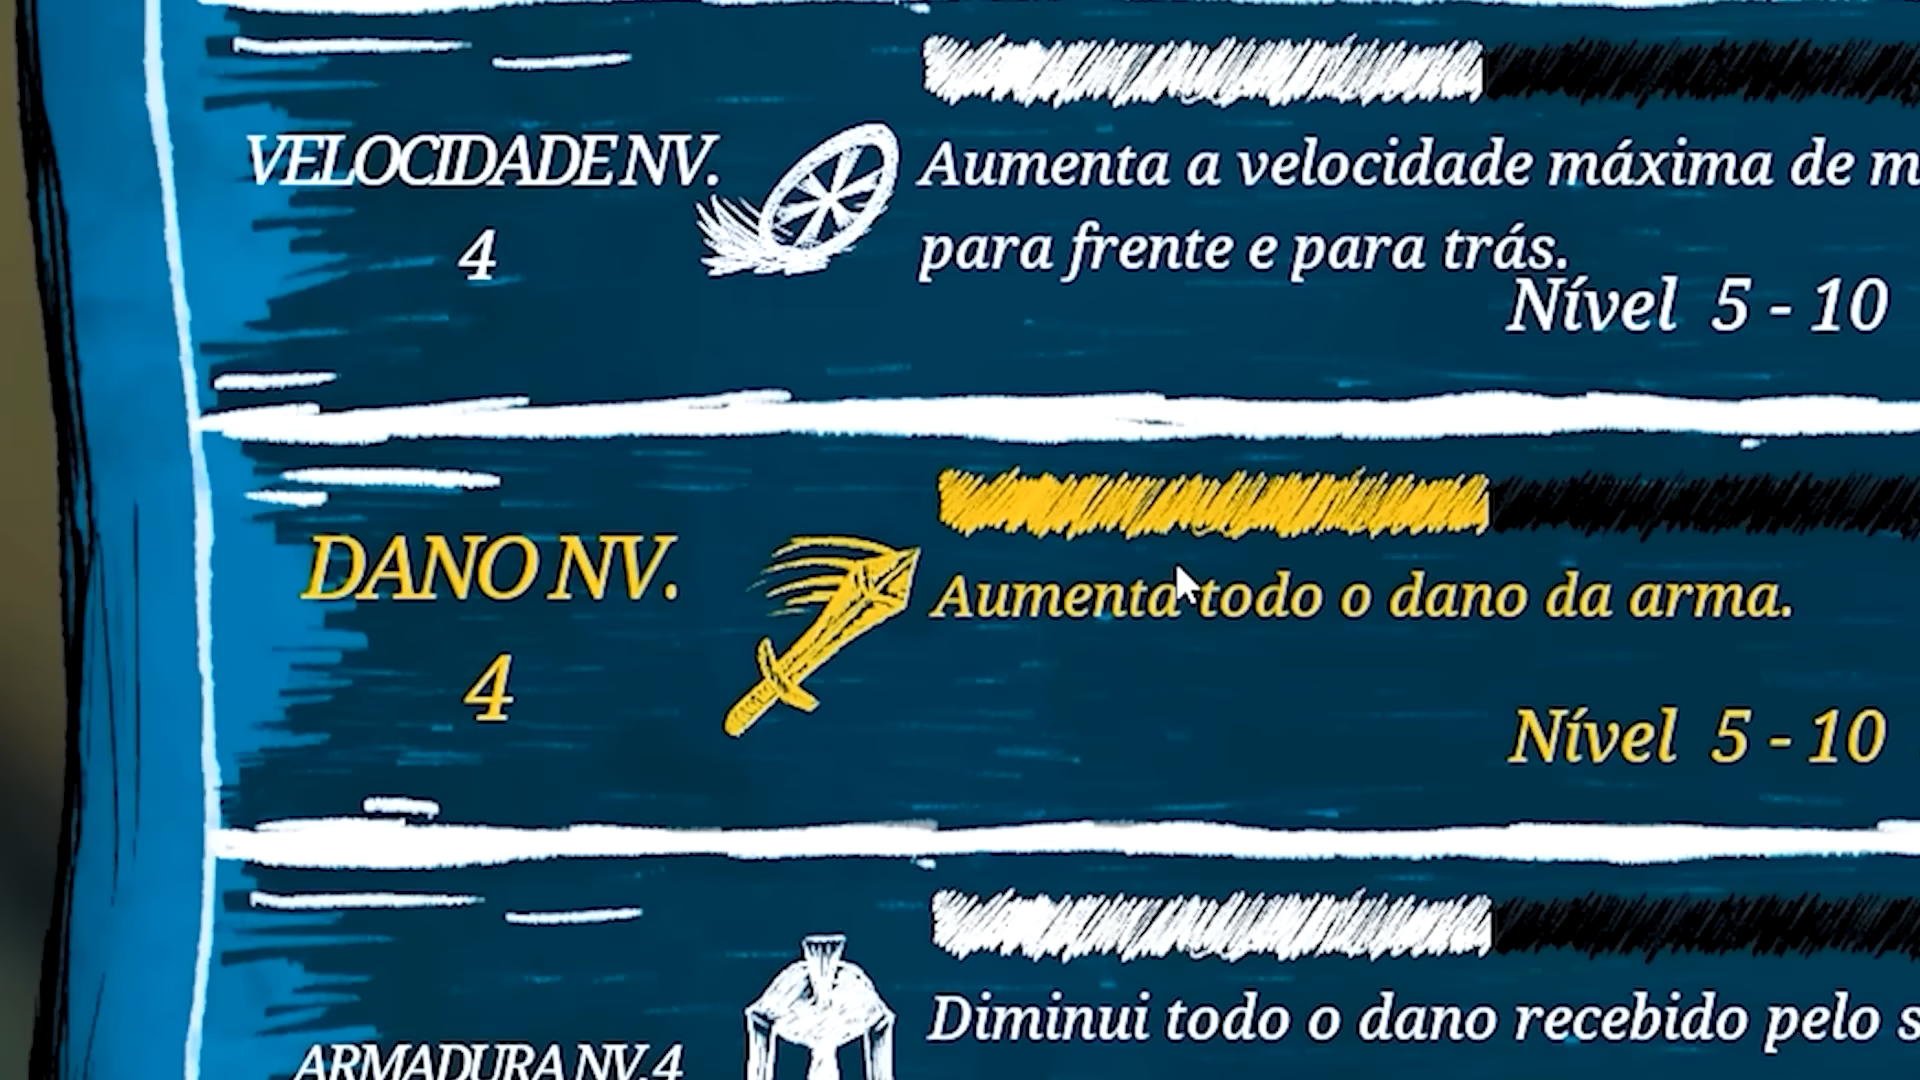 VELOCIDADE NV.
4
Aumenta a velocidade máxima de m
para frente e para trás.
Nível 5 - 10
DANO NV.
4
Aumenta todo o dano da arma.
Nível 5 - 10
ARMADURA NV.4
Diminui todo o dano recebido pelo s